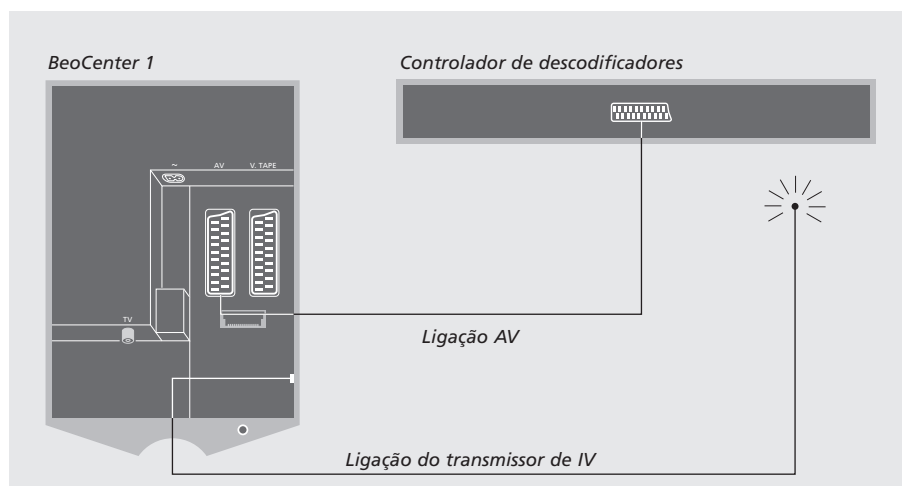 BeoCenter 1
Controlador de descodificadores
~ AV V. TAPE
TV
Ligação AV
Ligação do transmissor de IV